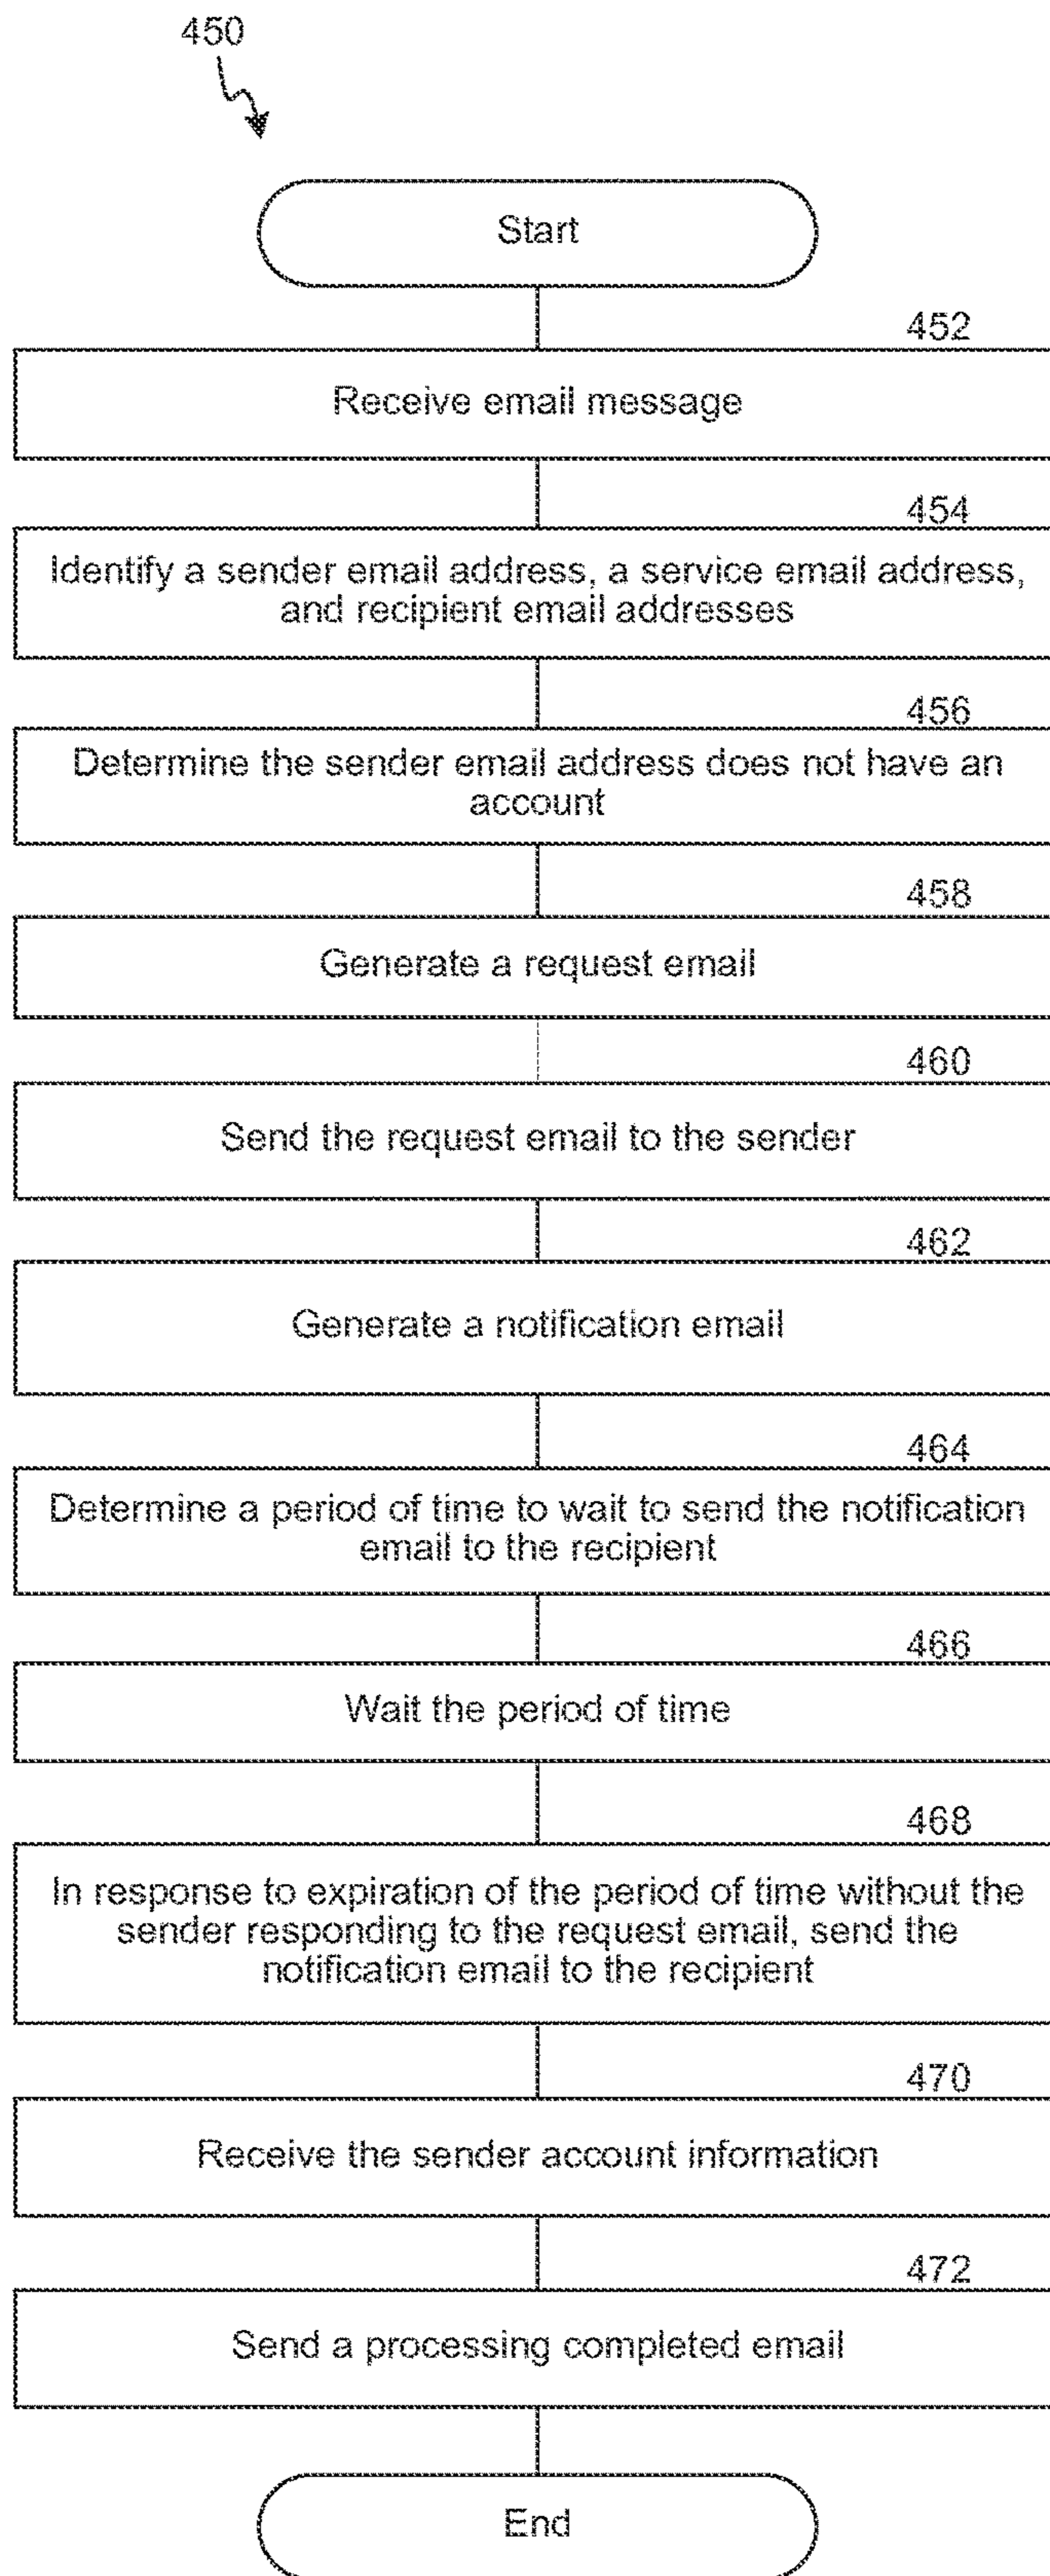 450
Start
452
Receive email message
454
Identify a sender email address, a service email address,
and recipient email addresses
456
Determine the sender email address does not have an
account
458
Generate a request email
460
Send the request email to the sender
462
Generate a notification email
464
Determine a period of time to wait to send the notification
email to the recipient
466
Wait the period of time
468
In response to expiration of the period of time without the
sender responding to the request email, send the
notification email to the recipient
470
Receive the sender account information
472
Send a processing completed email
End